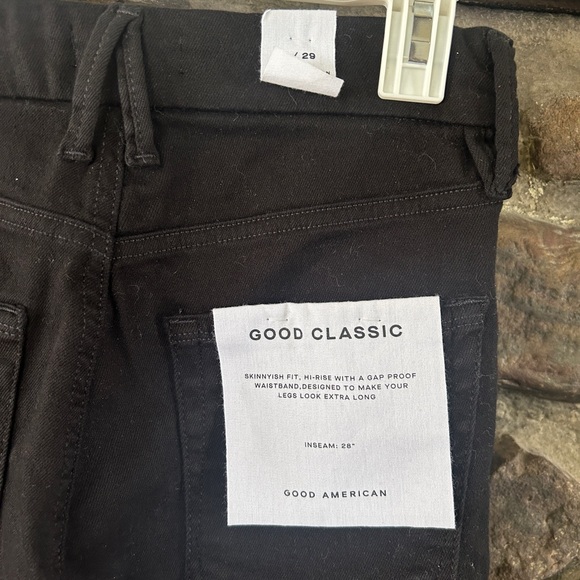 / 29
GOOD CLASSIC
SKINNYISH FIT, HI-RISE WITH A GAP PROOF
WAISTBAND,DESIGNED TO MAKE YOUR
LEGS LOOK EXTRA LONG
INSEAM: 28"
GOOD AMERICAN